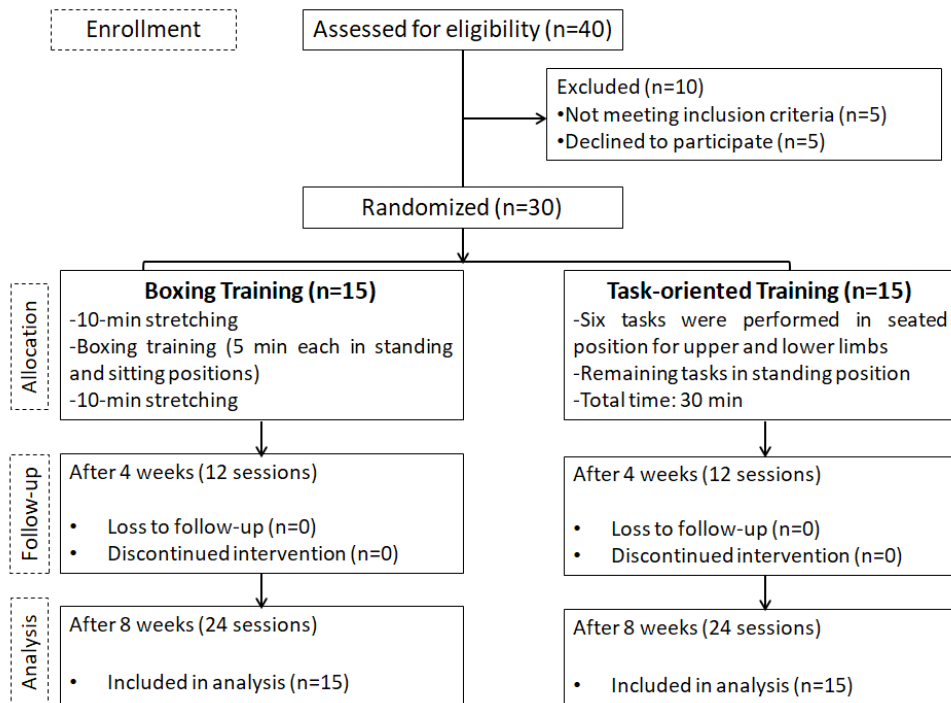 Enrollment
Assessed for eligibility (n=40)
Excluded (n=10)
•Not meeting inclusion criteria (n=5)
•Declined to participate (n=5)
Randomized (n=30)
Allocation
Boxing Training (n=15)
-10-min stretching
-Boxing training (5 min each in standing
and sitting positions)
-10-min stretching
Task-oriented Training (n=15)
-Six tasks were performed in seated
position for upper and lower limbs
-Remaining tasks in standing position
-Total time: 30 min
Follow-up
After 4 weeks (12 sessions)
• Loss to follow-up (n=0)
• Discontinued intervention (n=0)
After 4 weeks (12 sessions)
• Loss to follow-up (n=0)
• Discontinued intervention (n=0)
Analysis
After 8 weeks (24 sessions)
• Included in analysis (n=15)
After 8 weeks (24 sessions)
• Included in analysis (n=15)